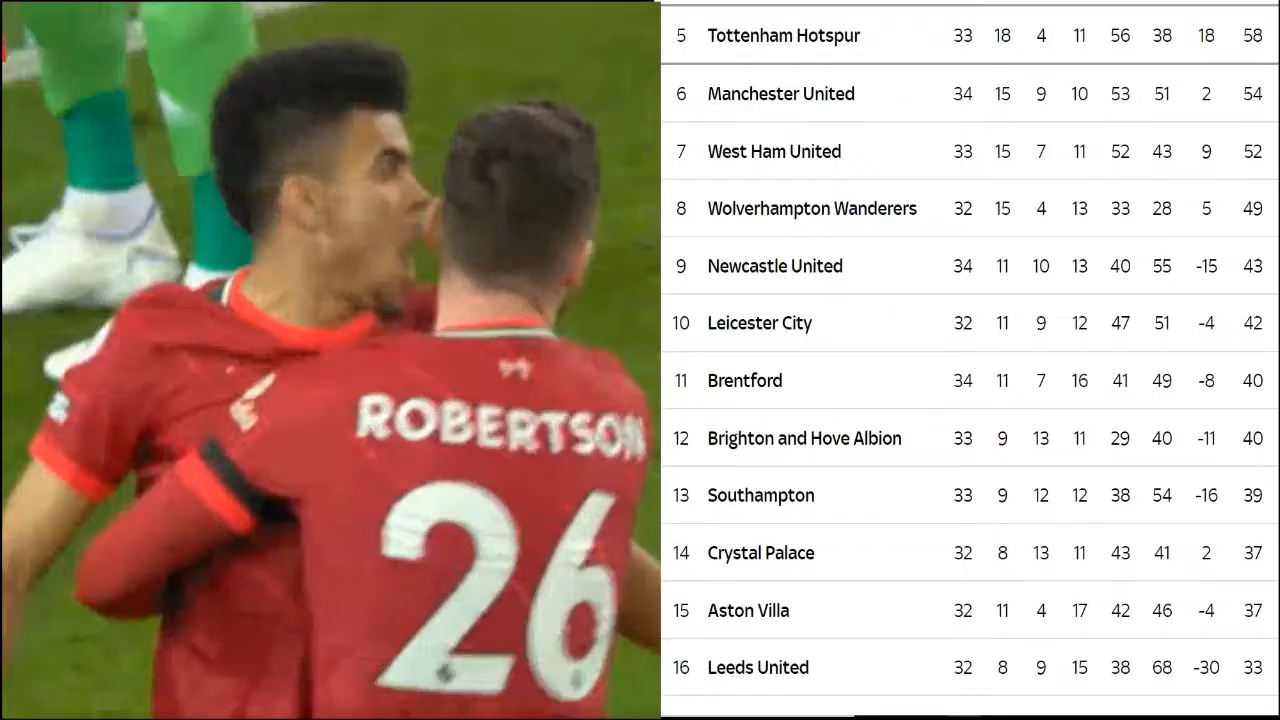 ROBERTSON
26
5 Tottenham Hotspur 33 18 4 11 56 38 18 58
6 Manchester United 34 15 9 10 53 51 2 54
7 West Ham United 33 15 7 11 52 43 9 52
8 Wolverhampton Wanderers 32 15 4 13 33 28 5 49
9 Newcastle United 34 11 10 13 40 55 -15 43
10 Leicester City 32 11 9 12 47 51 -4 42
11 Brentford 34 11 7 16 41 49 -8 40
12 Brighton and Hove Albion 33 9 13 11 29 40 -11 40
13 Southampton 33 9 12 12 38 54 -16 39
14 Crystal Palace 32 8 13 11 43 41 2 37
15 Aston Villa 32 11 4 17 42 46 -4 37
16 Leeds United 32 8 9 15 38 68 -30 33